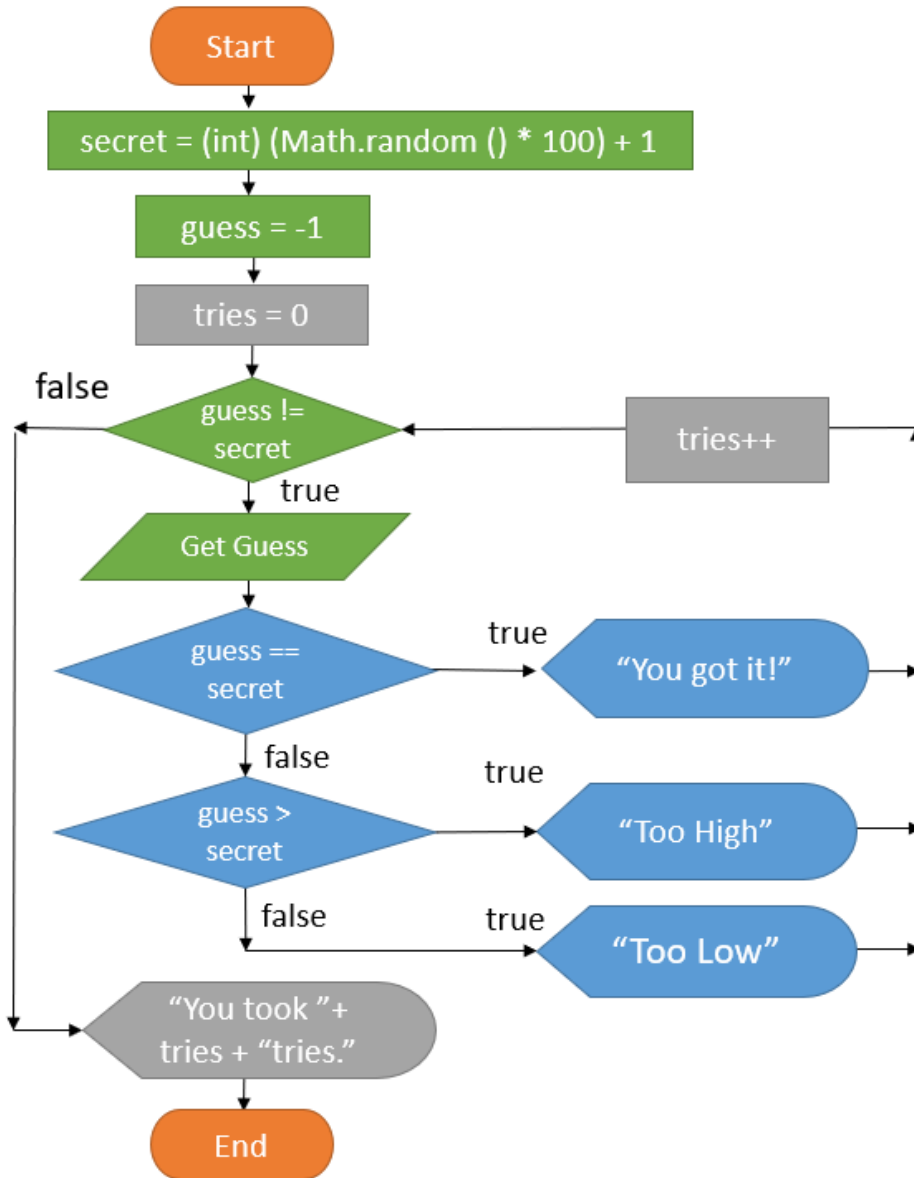 Start
secret = (int) (Math.random () * 100) + 1
guess = -1
tries = 0
false
guess !=
secret
tries++
true
Get Guess
guess ==
secret
true
“You got it!”
false
guess >
secret
true
“Too High”
false
true
“Too Low”
“You took ”+
tries + “tries.”
End